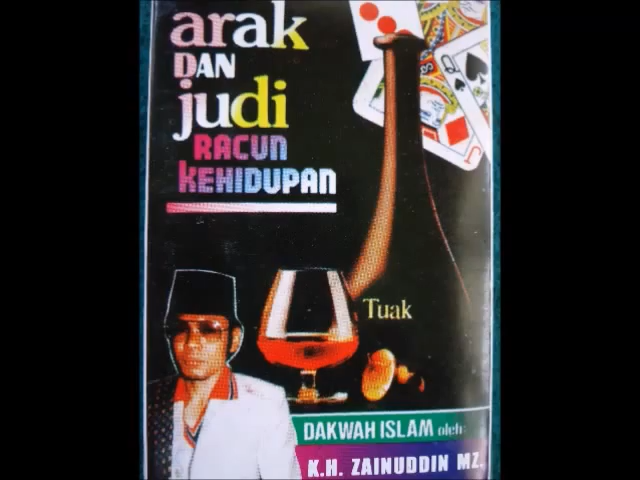 arak
DAN
judi
RACUN
KEHIDUPAN
Tuak
DAKWAH ISLAM oleh:
K.H. ZAINUDDIN MZ.